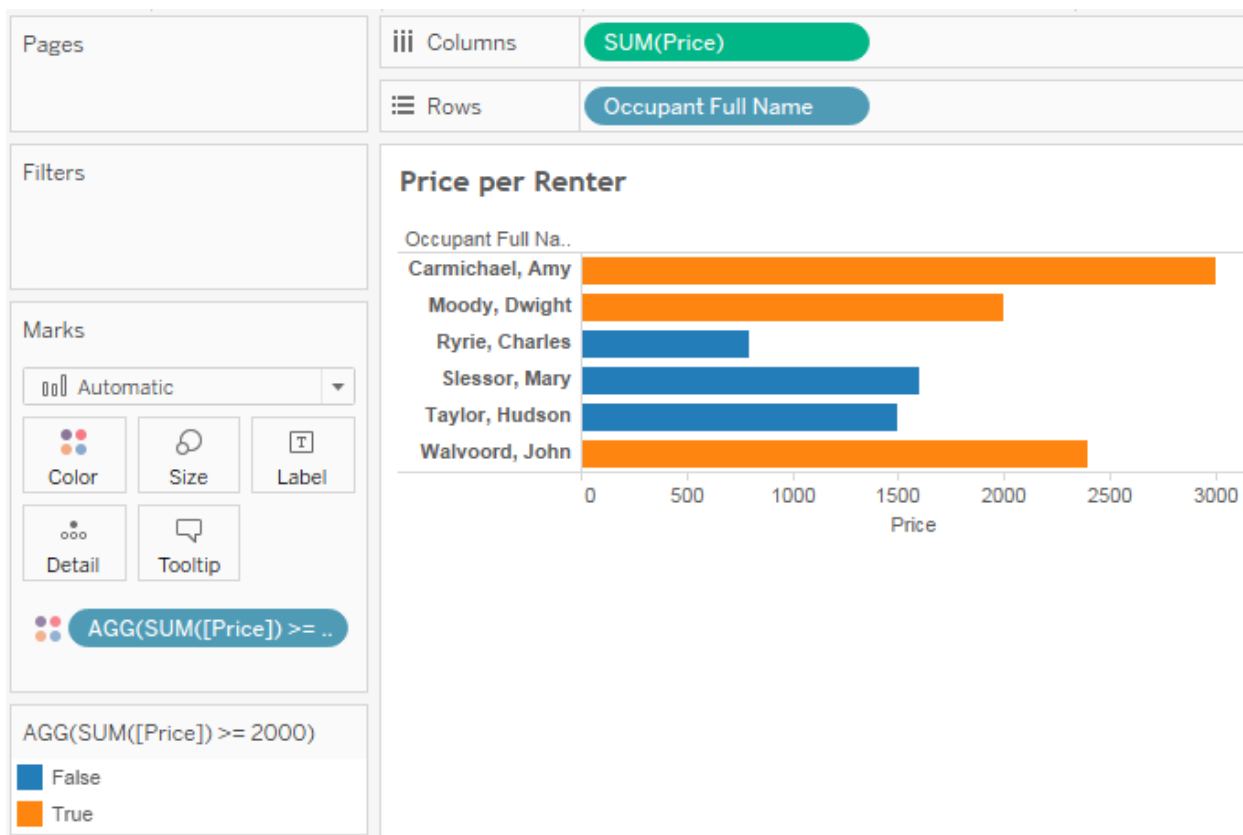 Pages
Columns
SUM(Price)
Rows
Occupant Full Name
Filters
Marks
Automatic
Color
Size
T
Label
Detail
Tooltip
AGG(SUM([Price]) >= ..
AGG(SUM([Price]) >= 2000)
False
True
Price per Renter
Occupant Full Na..
Carmichael, Amy
Moody, Dwight
Ryrie, Charles
Slessor, Mary
Taylor, Hudson
Walvoord, John
0 500 1000 1500 2000 2500 3000
Price